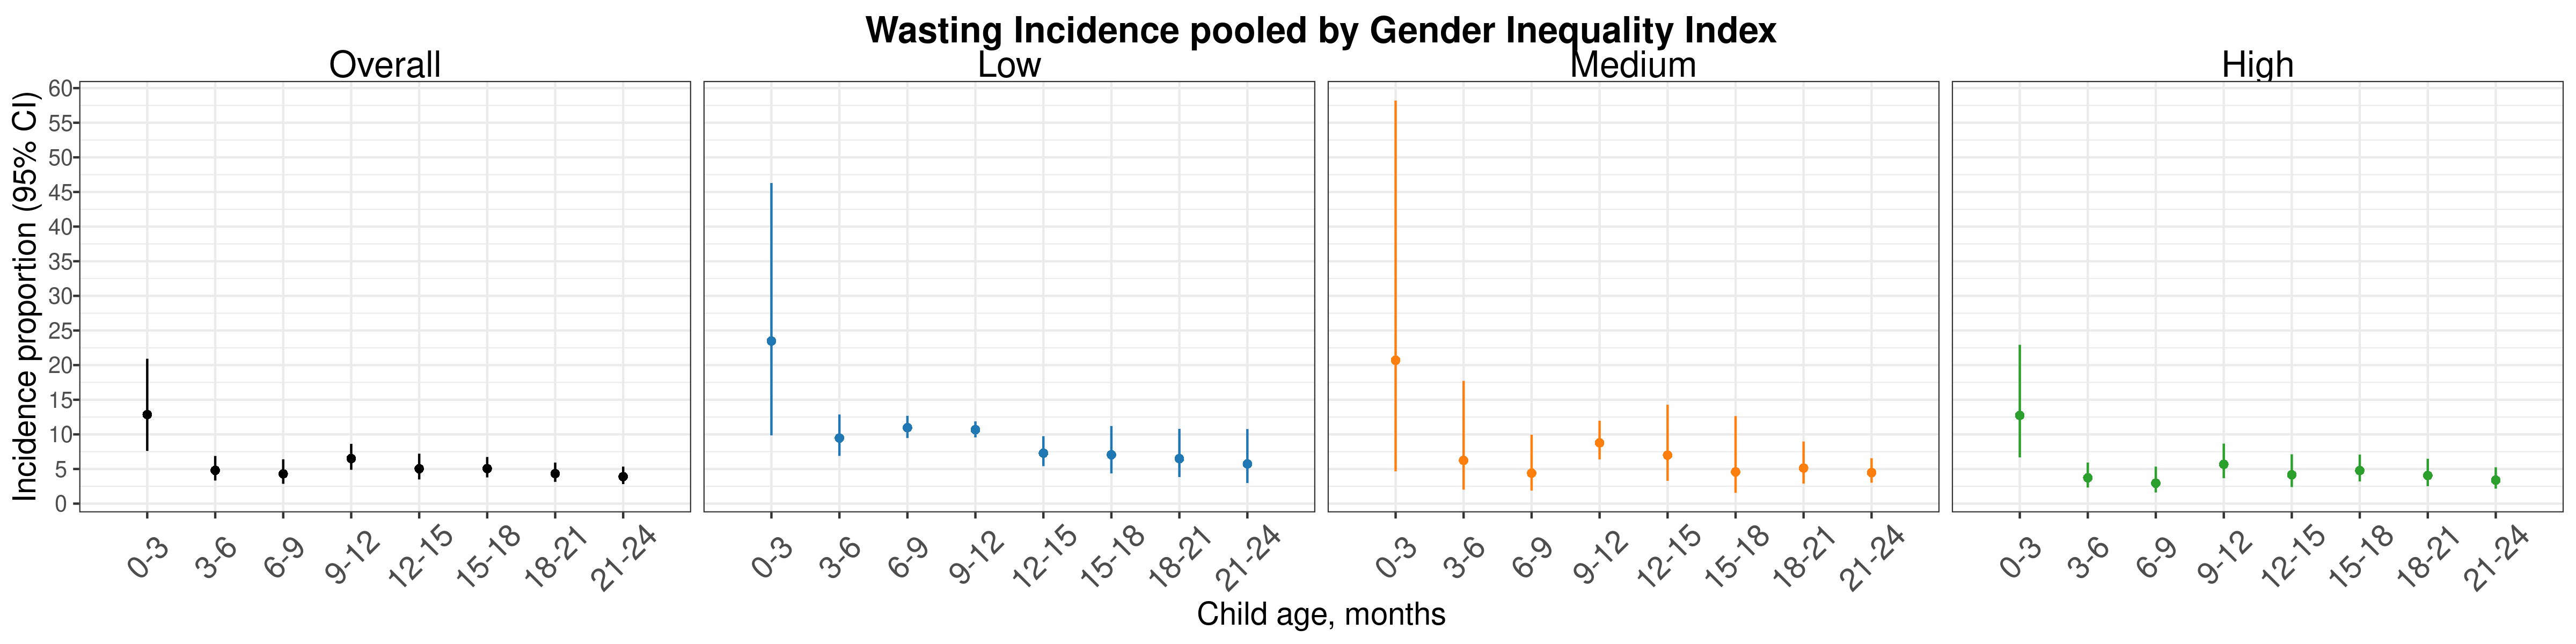 Wasting Incidence pooled by Gender Inequality Index
Overall
Low
Medium
High
Incidence proportion (95% CI)
60
55
50
45
40
35
30
25
20
15
10
5
0
0-3 3-6 6-9 9-12 12-15 15-18 18-21 21-24
0-3 3-6 6-9 9-12 12-15 15-18 18-21 21-24
0-3 3-6 6-9 9-12 12-15 15-18 18-21 21-24
0-3 3-6 6-9 9-12 12-15 15-18 18-21 21-24
Child age, months